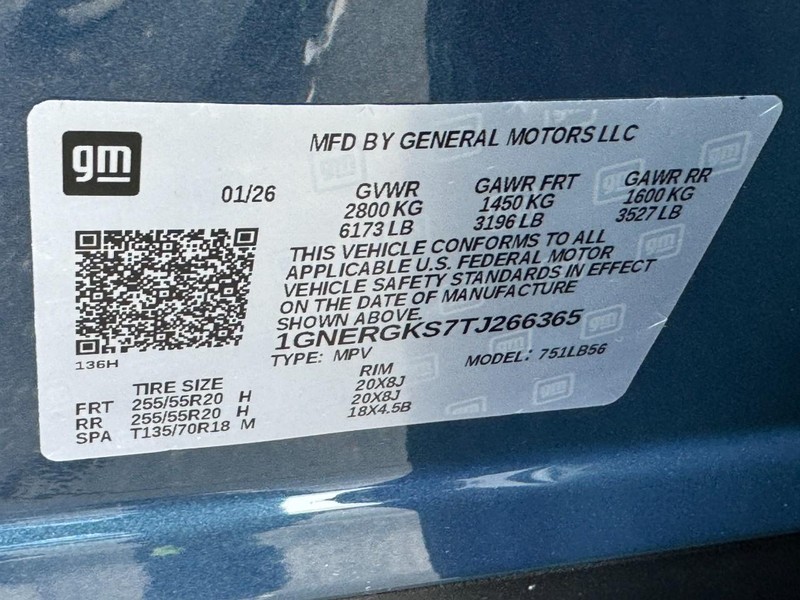 gm
MFD BY GENERAL MOTORS LLC
01/26 GVWR GAWR FRT GAWR RR
2800 KG 1450 KG 1600 KG
6173 LB 3196 LB 3527 LB
THIS VEHICLE CONFORMS TO ALL
APPLICABLE U.S. FEDERAL MOTOR
VEHICLE SAFETY STANDARDS IN EFFECT
ON THE DATE OF MANUFACTURE
SHOWN ABOVE.
1GNERGKS7TJ266365
136H
TYPE: MPV MODEL: 751LB56
TIRE SIZE RIM
FRT 255/55R20 H 20X8J
RR 255/55R20 H 20X8J
SPA T135/70R18 M 18X4.5B